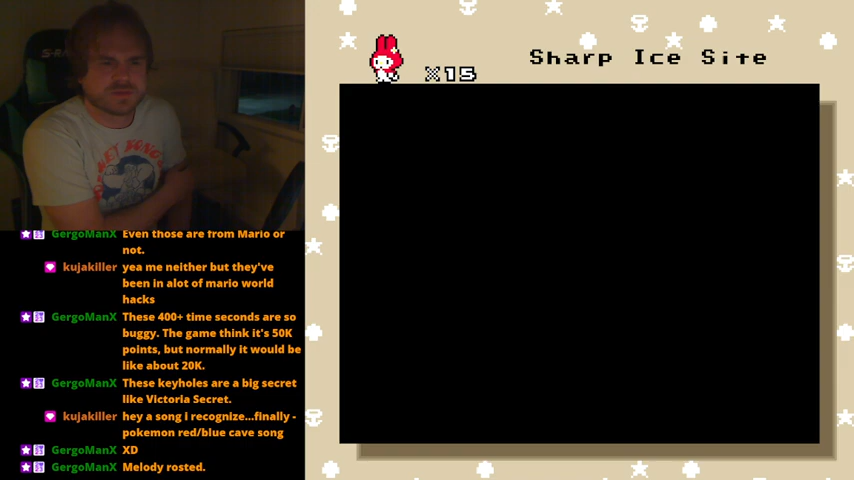 S-RA
x15
Sharp Ice Site
GergoManX Even those are from Mario or
not.
kujakiller yea me neither but they've
been in alot of mario world
hacks
GergoManX These 400+ time seconds are so
buggy. The game think it's 50K
points, but normally it would be
like about 20K.
GergoManX These keyholes are a big secret
like Victoria Secret.
kujakiller hey a song i recognize...finally -
pokemon red/blue cave song
GergoManX XD
GergoManX Melody rosted.